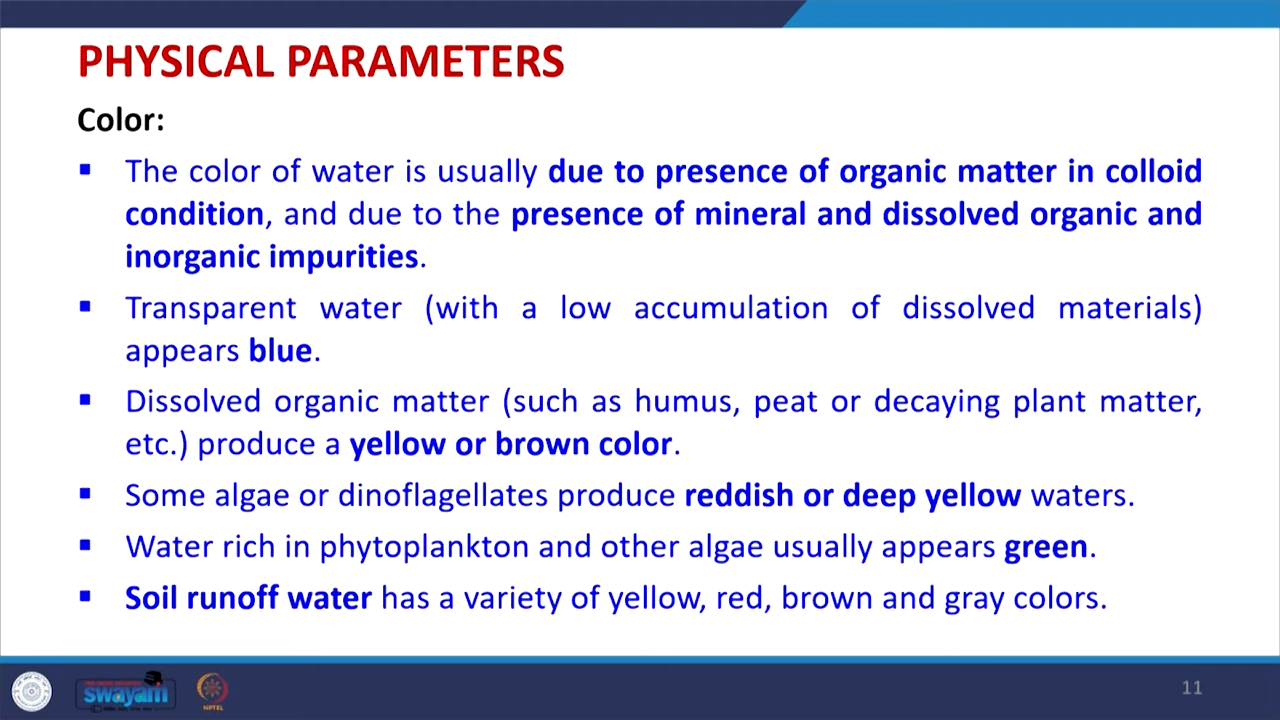 PHYSICAL PARAMETERS
Color:
▪ The color of water is usually due to presence of organic matter in colloid
condition, and due to the presence of mineral and dissolved organic and
inorganic impurities.
▪ Transparent water (with a low accumulation of dissolved materials)
appears blue.
▪ Dissolved organic matter (such as humus, peat or decaying plant matter,
etc.) produce a yellow or brown color.
▪ Some algae or dinoflagellates produce reddish or deep yellow waters.
▪ Water rich in phytoplankton and other algae usually appears green.
▪ Soil runoff water has a variety of yellow, red, brown and gray colors.
swayam
NPTEL
11